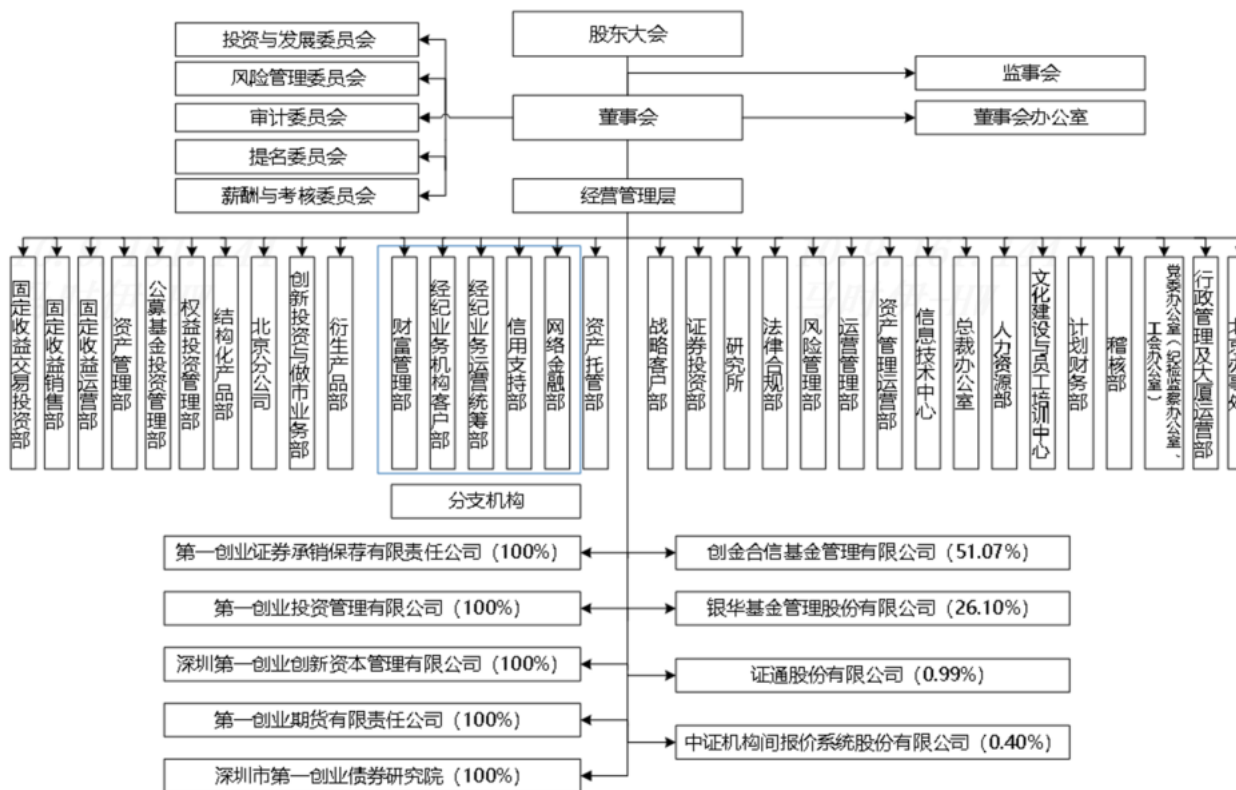 股东大会
投资与发展委员会
风险管理委员会
审计委员会
提名委员会
薪酬与考核委员会
监事会
董事会
董事会办公室
经营管理层
固定收益交易投资部
固定收益销售部
固定收益运营部
资产管理部
公募基金投资管理部
权益投资管理部
结构化产品部
北京分公司
创新投资与做市业务部
衍生产品部
财富管理部
经纪业务机构客户部
经纪业务运营统筹部
信用支持部
网络金融部
资产托管部
战略客户部
证券投资部
研究所
法律合规部
风险管理部
运营管理部
资产管理运营部
信息技术中心
总裁办公室
人力资源部
文化建设与员工培训中心
计划财务部
稽核部
党委办公室（纪检监察办公室、
工会办公室）
行政管理及大厦运营部
北京办事处
分支机构
第一创业证券承销保荐有限责任公司（100%）
创金合信基金管理有限公司（51.07%）
第一创业投资管理有限公司（100%）
银华基金管理股份有限公司（26.10%）
深圳第一创业创新资本管理有限公司（100%）
证通股份有限公司（0.99%）
第一创业期货有限责任公司（100%）
中证机构间报价系统股份有限公司（0.40%）
深圳市第一创业债券研究院（100%）